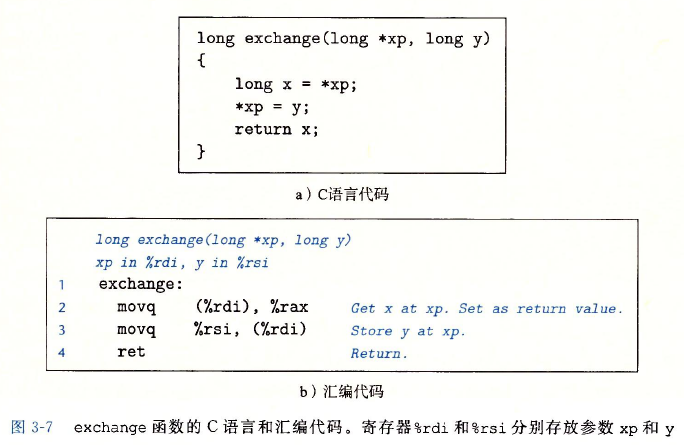 long exchange(long *xp, long y)
{
    long x = *xp;
    *xp = y;
    return x;
}
a）C语言代码
long exchange(long *xp, long y)
xp in %rdi, y in %rsi
1 exchange:
2 movq (%rdi), %rax Get x at xp. Set as return value.
3 movq %rsi, (%rdi) Store y at xp.
4 ret Return.
b）汇编代码
图 3-7 exchange 函数的 C 语言和汇编代码。寄存器%rdi 和%rsi 分别存放参数 xp 和 y